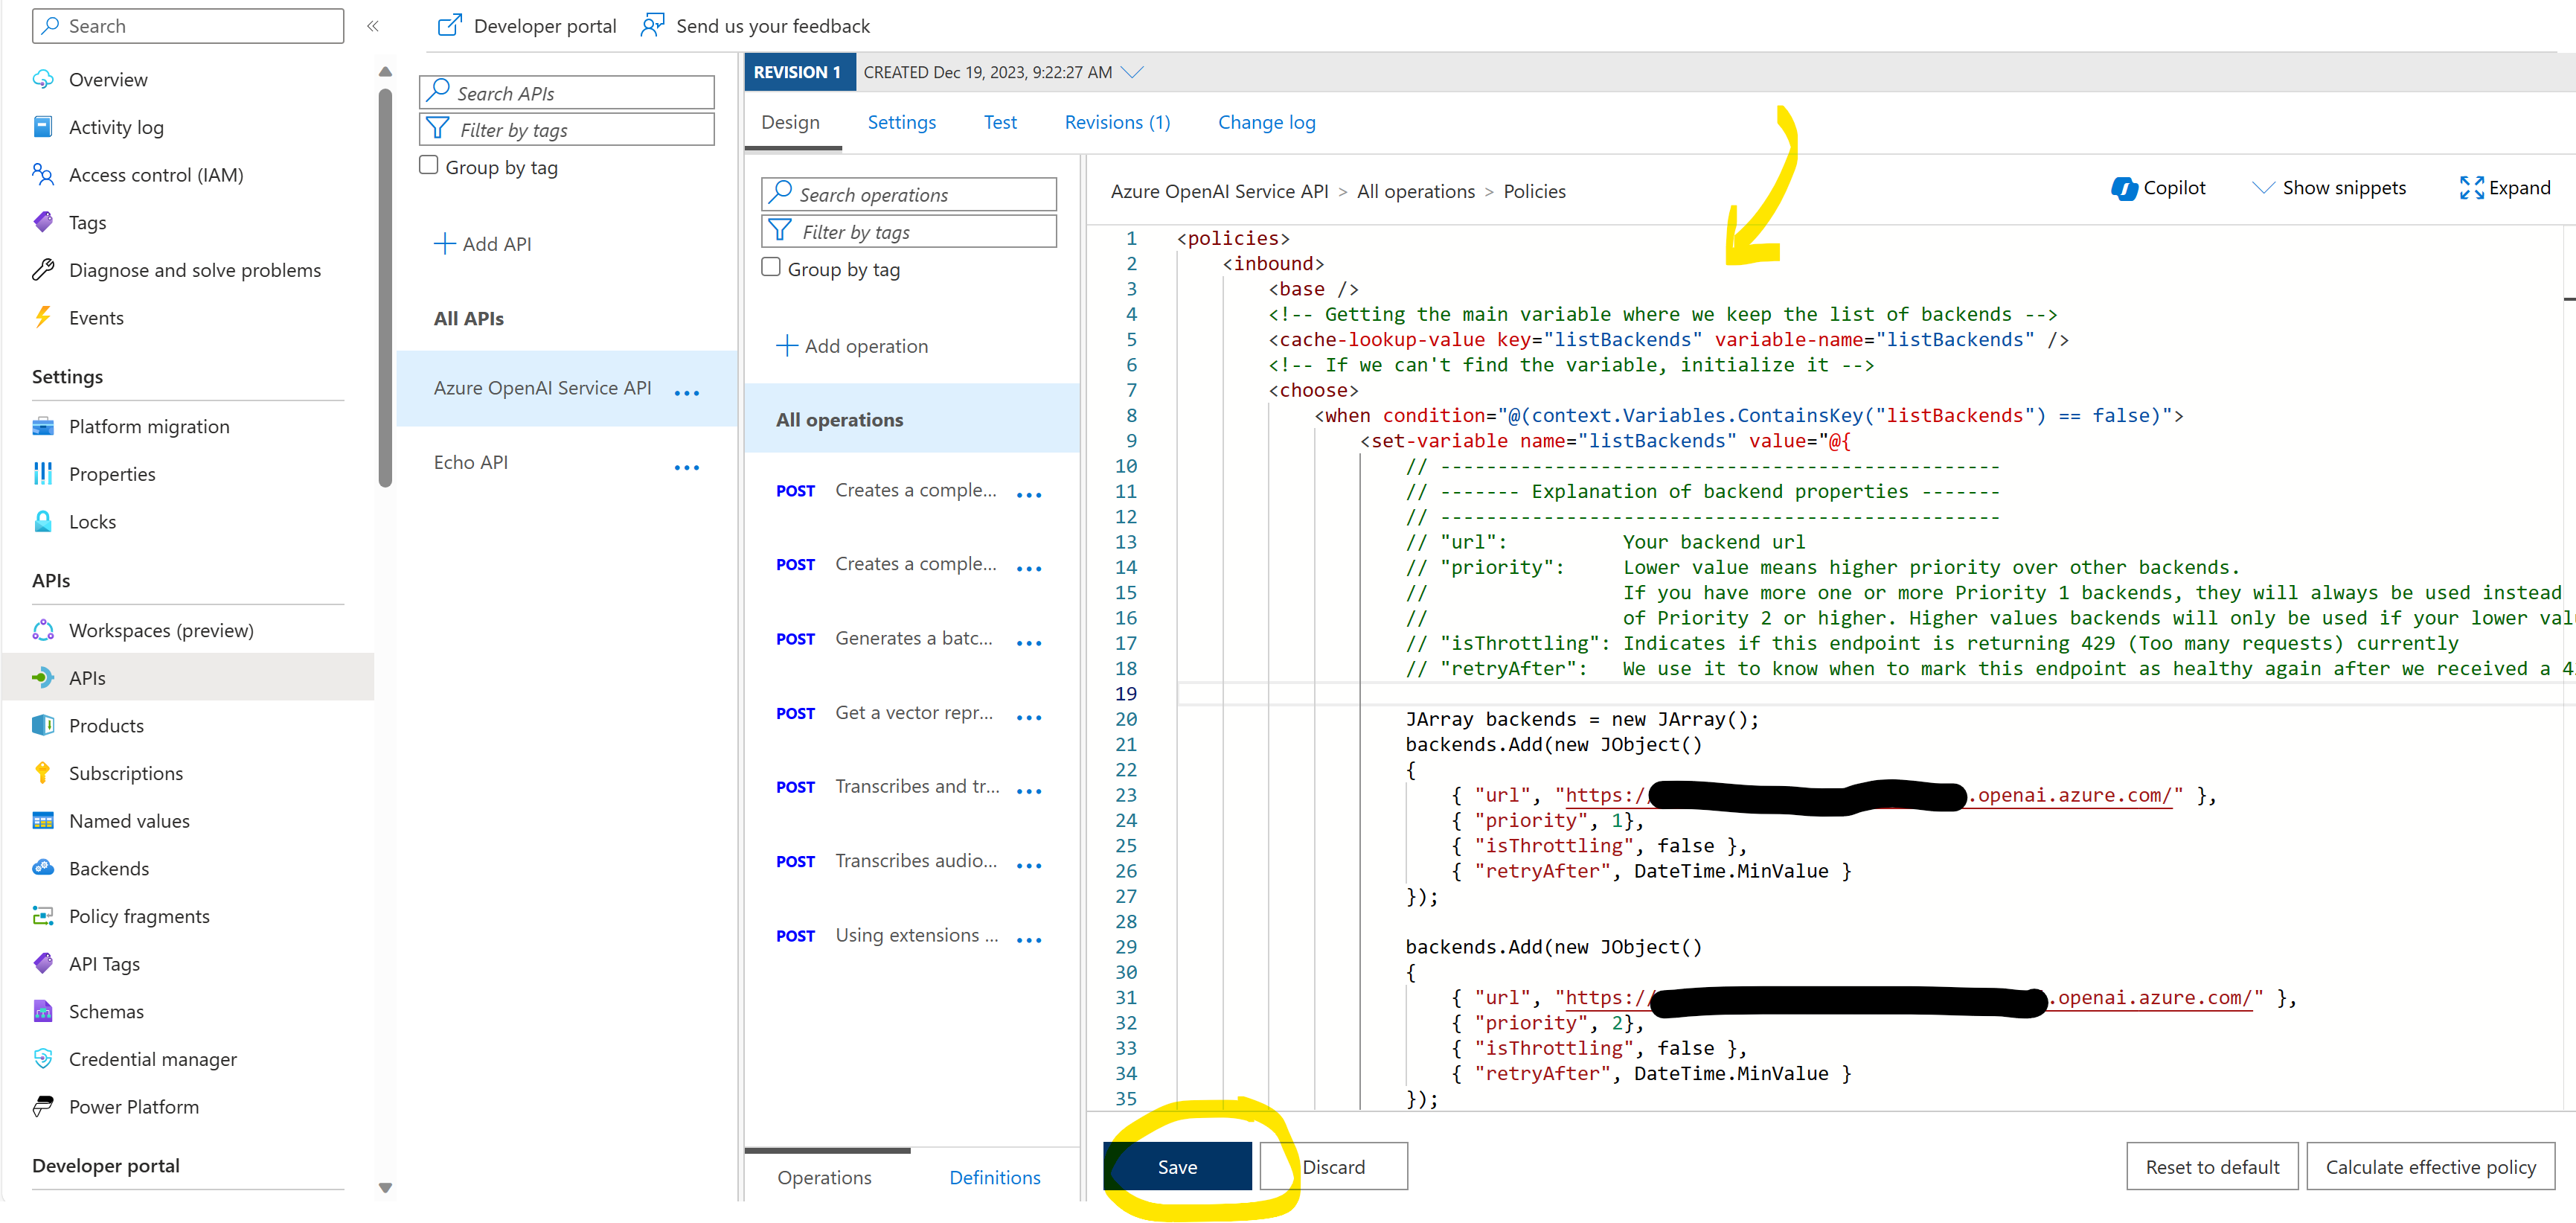 Search
«
Overview
Activity log
Access control (IAM)
Tags
Diagnose and solve problems
Events
Settings
Platform migration
Properties
Locks
APIs
Workspaces (preview)
APIs
Products
Subscriptions
Named values
Backends
Policy fragments
API Tags
Schemas
Credential manager
Power Platform
Developer portal
Developer portal
Send us your feedback
Search APIs
Filter by tags
Group by tag
+ Add API
All APIs
Azure OpenAI Service API ...
Echo API ...
REVISION 1 CREATED Dec 19, 2023, 9:22:27 AM
Design Settings Test Revisions (1) Change log
Search operations
Filter by tags
Group by tag
+ Add operation
All operations
POST Creates a comple... ...
POST Creates a comple... ...
POST Generates a batc... ...
POST Get a vector repr... ...
POST Transcribes and tr... ...
POST Transcribes audio... ...
POST Using extensions ... ...
Operations Definitions
Azure OpenAI Service API > All operations > Policies
Copilot Show snippets Expand
1 <policies>
2 <inbound>
3 <base />
4 <!-- Getting the main variable where we keep the list of backends -->
5 <cache-lookup-value key="listBackends" variable-name="listBackends" />
6 <!-- If we can't find the variable, initialize it -->
7 <choose>
8 <when condition="@(context.Variables.ContainsKey("listBackends") == false)">
9 <set-variable name="listBackends" value="@{
10 // -------------------------------------------------
11 // ------- Explanation of backend properties -------
12 // -------------------------------------------------
13 // "url": Your backend url
14 // "priority": Lower value means higher priority over other backends.
15 // If you have more one or more Priority 1 backends, they will always be used instead
16 // of Priority 2 or higher. Higher values backends will only be used if your lower val
17 // "isThrottling": Indicates if this endpoint is returning 429 (Too many requests) currently
18 // "retryAfter": We use it to know when to mark this endpoint as healthy again after we received a 4
19
20 JArray backends = new JArray();
21 backends.Add(new JObject()
22 {
23 { "url", "https:/ .openai.azure.com/" },
24 { "priority", 1},
25 { "isThrottling", false },
26 { "retryAfter", DateTime.MinValue }
27 });
28
29 backends.Add(new JObject()
30 {
31 { "url", "https:/ .openai.azure.com/" },
32 { "priority", 2},
33 { "isThrottling", false },
34 { "retryAfter", DateTime.MinValue }
35 });
Save Discard Reset to default Calculate effective policy